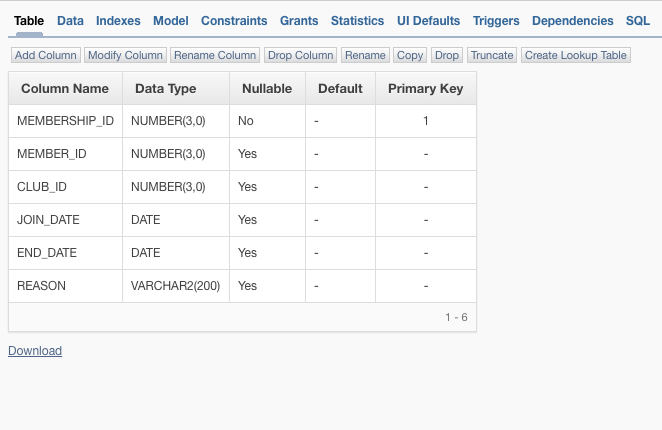 Table Data Indexes Model Constraints Grants Statistics UI Defaults Triggers Dependencies SQL
Add Column Modify Column Rename Column Drop Column Rename Copy Drop Truncate Create Lookup Table
Column Name Data Type Nullable Default Primary Key
MEMBERSHIP_ID NUMBER(3,0) No - 1
MEMBER_ID NUMBER(3,0) Yes - -
CLUB_ID NUMBER(3,0) Yes - -
JOIN_DATE DATE Yes - -
END_DATE DATE Yes - -
REASON VARCHAR2(200) Yes - -
1 - 6
Download